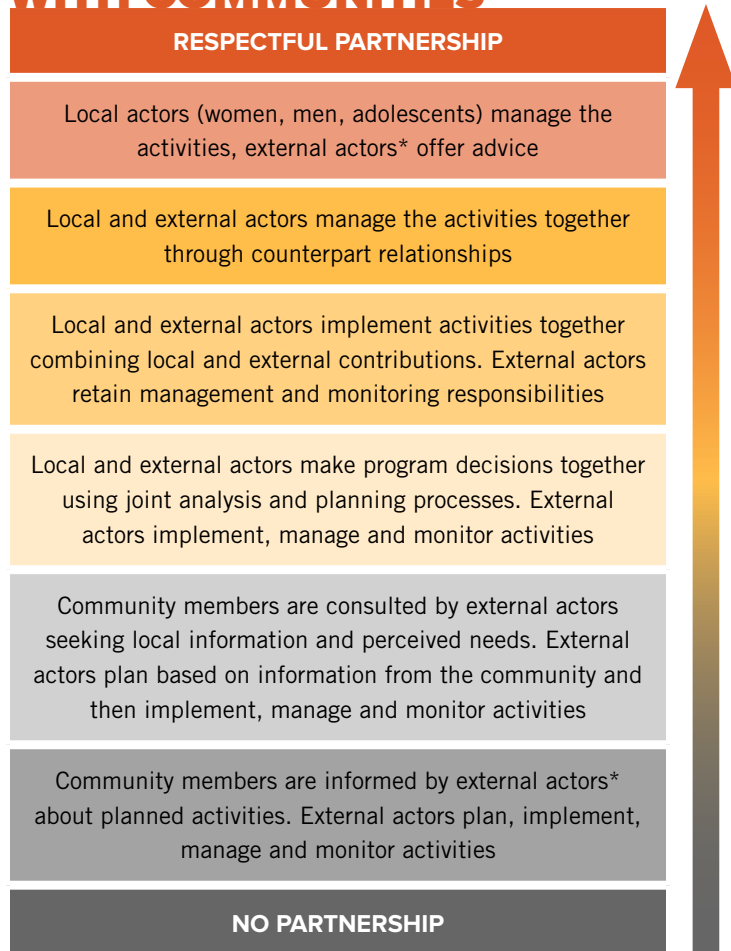 WITH COMMUNITIES
RESPECTFUL PARTNERSHIP
Local actors (women, men, adolescents) manage the
activities, external actors* offer advice
Local and external actors manage the activities together
through counterpart relationships
Local and external actors implement activities together
combining local and external contributions. External actors
retain management and monitoring responsibilities
Local and external actors make program decisions together
using joint analysis and planning processes. External
actors implement, manage and monitor activities
Community members are consulted by external actors
seeking local information and perceived needs. External
actors plan based on information from the community and
then implement, manage and monitor activities
Community members are informed by external actors*
about planned activities. External actors plan, implement,
manage and monitor activities
NO PARTNERSHIP